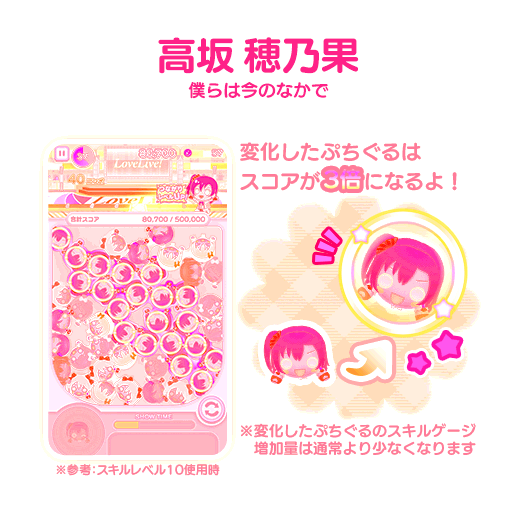 高坂 穂乃果
僕らは今のなかで
変化したぷちぐるは
スコアが3倍になるよ！
LoveLive!
40
合計スコア 80,700 / 500,000
SHOW TIME
※変化したぷちぐるのスキルゲージ
増加量は通常より少なくなります
※参考：スキルレベル10使用時